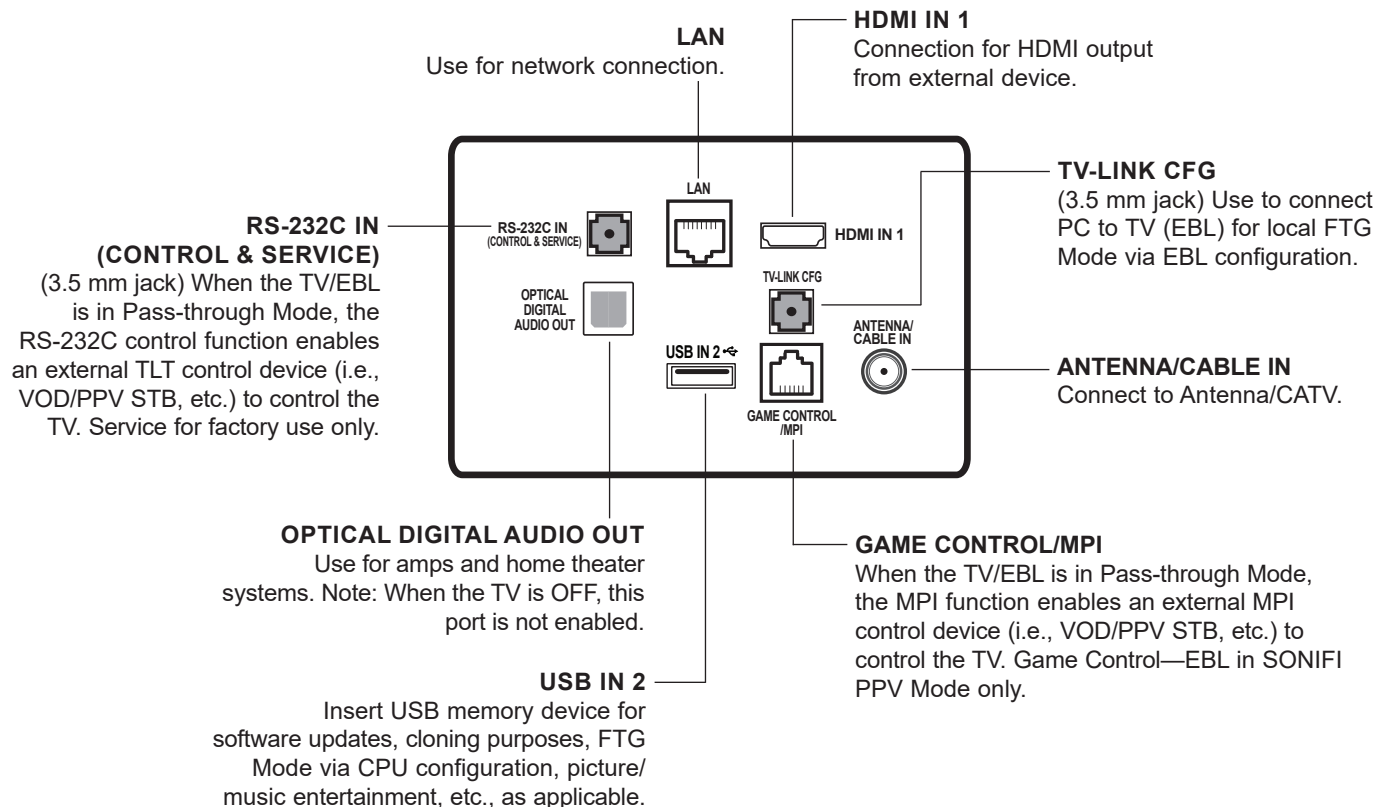 HDMI IN 1
Connection for HDMI output
from external device.
LAN
Use for network connection.
TV-LINK CFG
(3.5 mm jack) Use to connect
PC to TV (EBL) for local FTG
Mode via EBL configuration.
RS-232C IN
(CONTROL & SERVICE)
(3.5 mm jack) When the TV/EBL
is in Pass-through Mode, the
RS-232C control function enables
an external TLT control device (i.e.,
VOD/PPV STB, etc.) to control the
TV. Service for factory use only.
LAN
RS-232C IN
(CONTROL & SERVICE)
HDMI IN 1
TV-LINK CFG
OPTICAL
DIGITAL
AUDIO OUT
ANTENNA/
CABLE IN
USB IN 2
GAME CONTROL
/MPI
ANTENNA/CABLE IN
Connect to Antenna/CATV.
OPTICAL DIGITAL AUDIO OUT
Use for amps and home theater
systems. Note: When the TV is OFF, this
port is not enabled.
GAME CONTROL/MPI
When the TV/EBL is in Pass-through Mode,
the MPI function enables an external MPI
control device (i.e., VOD/PPV STB, etc.) to
control the TV. Game Control—EBL in SONIFI
PPV Mode only.
USB IN 2
Insert USB memory device for
software updates, cloning purposes, FTG
Mode via CPU configuration, picture/
music entertainment, etc., as applicable.